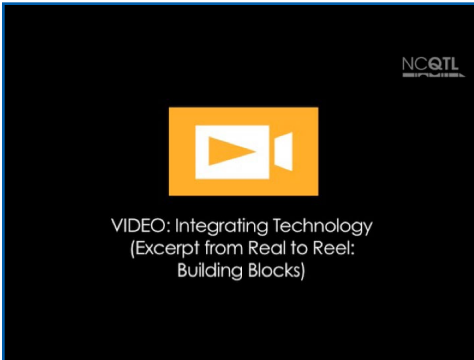 NCQTL
VIDEO: Integrating Technology
(Excerpt from Real to Reel:
Building Blocks)